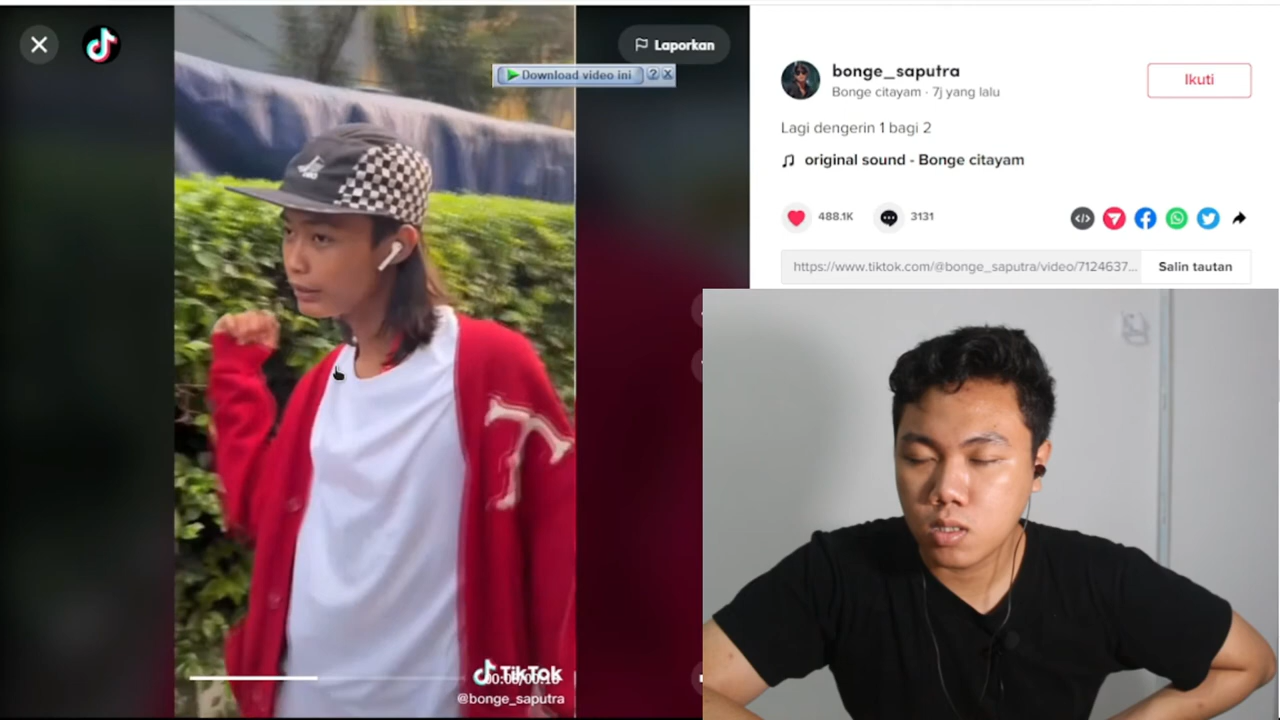 Laporkan
Download video ini
bonge_saputra
Bonge citayam · 7j yang lalu
Ikuti
Lagi dengerin 1 bagi 2
original sound - Bonge citayam
488.1K
3131
https://www.tiktok.com/@bonge_saputra/video/7124637...
Salin tautan
TikTok
@bonge_saputra